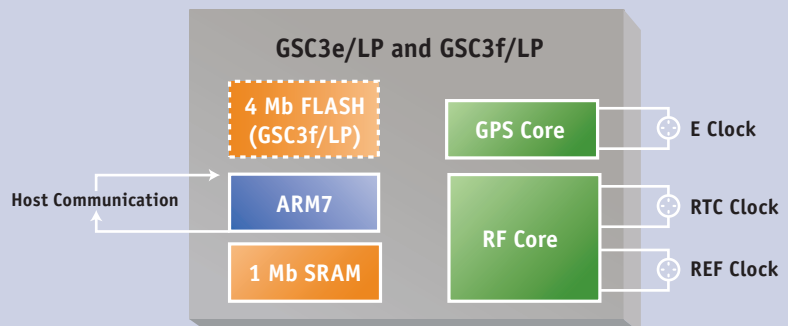 GSC3e/LP and GSC3f/LP
4 Mb FLASH
(GSC3f/LP)
GPS Core
E Clock
Host Communication
ARM7
RF Core
RTC Clock
1 Mb SRAM
REF Clock